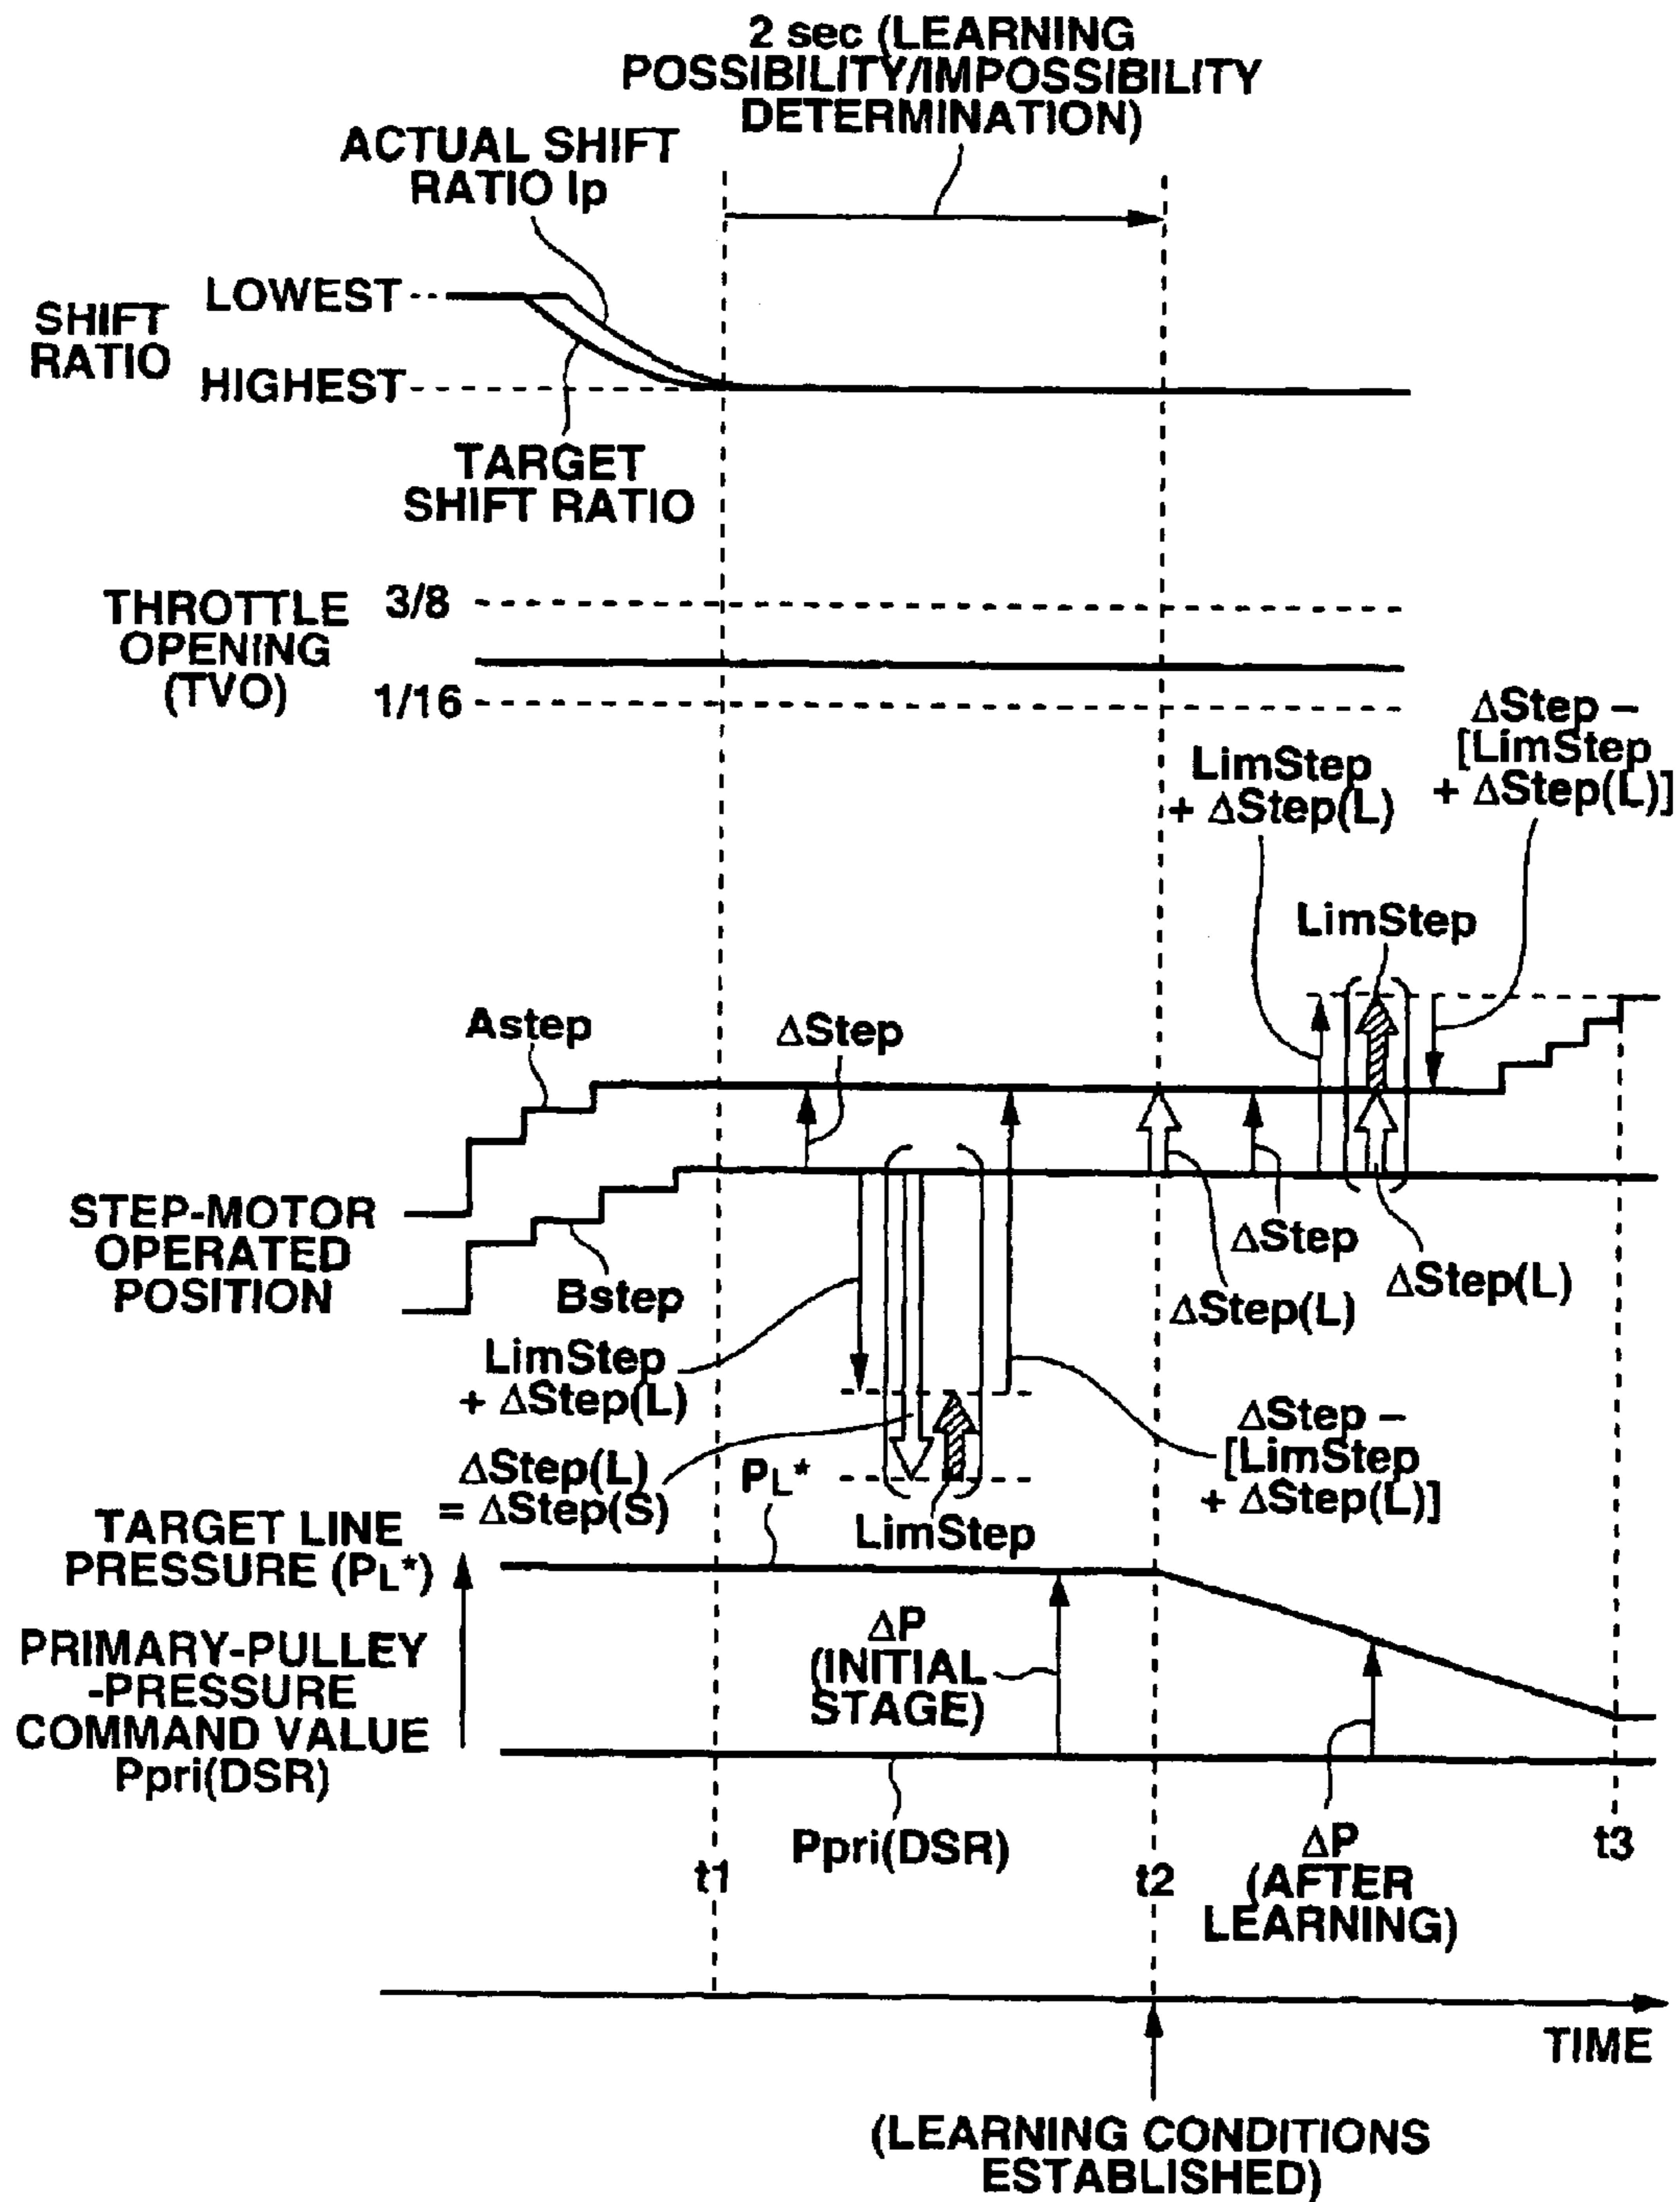 2 sec (LEARNING
POSSIBILITY/IMPOSSIBILITY
DETERMINATION)
ACTUAL SHIFT
RATIO Ip
SHIFT
RATIO
LOWEST
HIGHEST
TARGET
SHIFT RATIO
THROTTLE
OPENING
(TVO)
3/8
1/16
ΔStep –
[LimStep
+ ΔStep(L)]
LimStep
+ ΔStep(L)
LimStep
Astep
ΔStep
STEP-MOTOR
OPERATED
POSITION
Bstep
ΔStep
ΔStep(L)
ΔStep(L)
LimStep
+ ΔStep(L)
ΔStep(L)
= ΔStep(S)
PL*
LimStep
ΔStep –
[LimStep
+ ΔStep(L)]
TARGET LINE
PRESSURE (PL*)
PRIMARY-PULLEY
-PRESSURE
COMMAND VALUE
Ppri(DSR)
ΔP
(INITIAL
STAGE)
Ppri(DSR)
ΔP
(AFTER
LEARNING)
t1
t2
t3
TIME
(LEARNING CONDITIONS
ESTABLISHED)